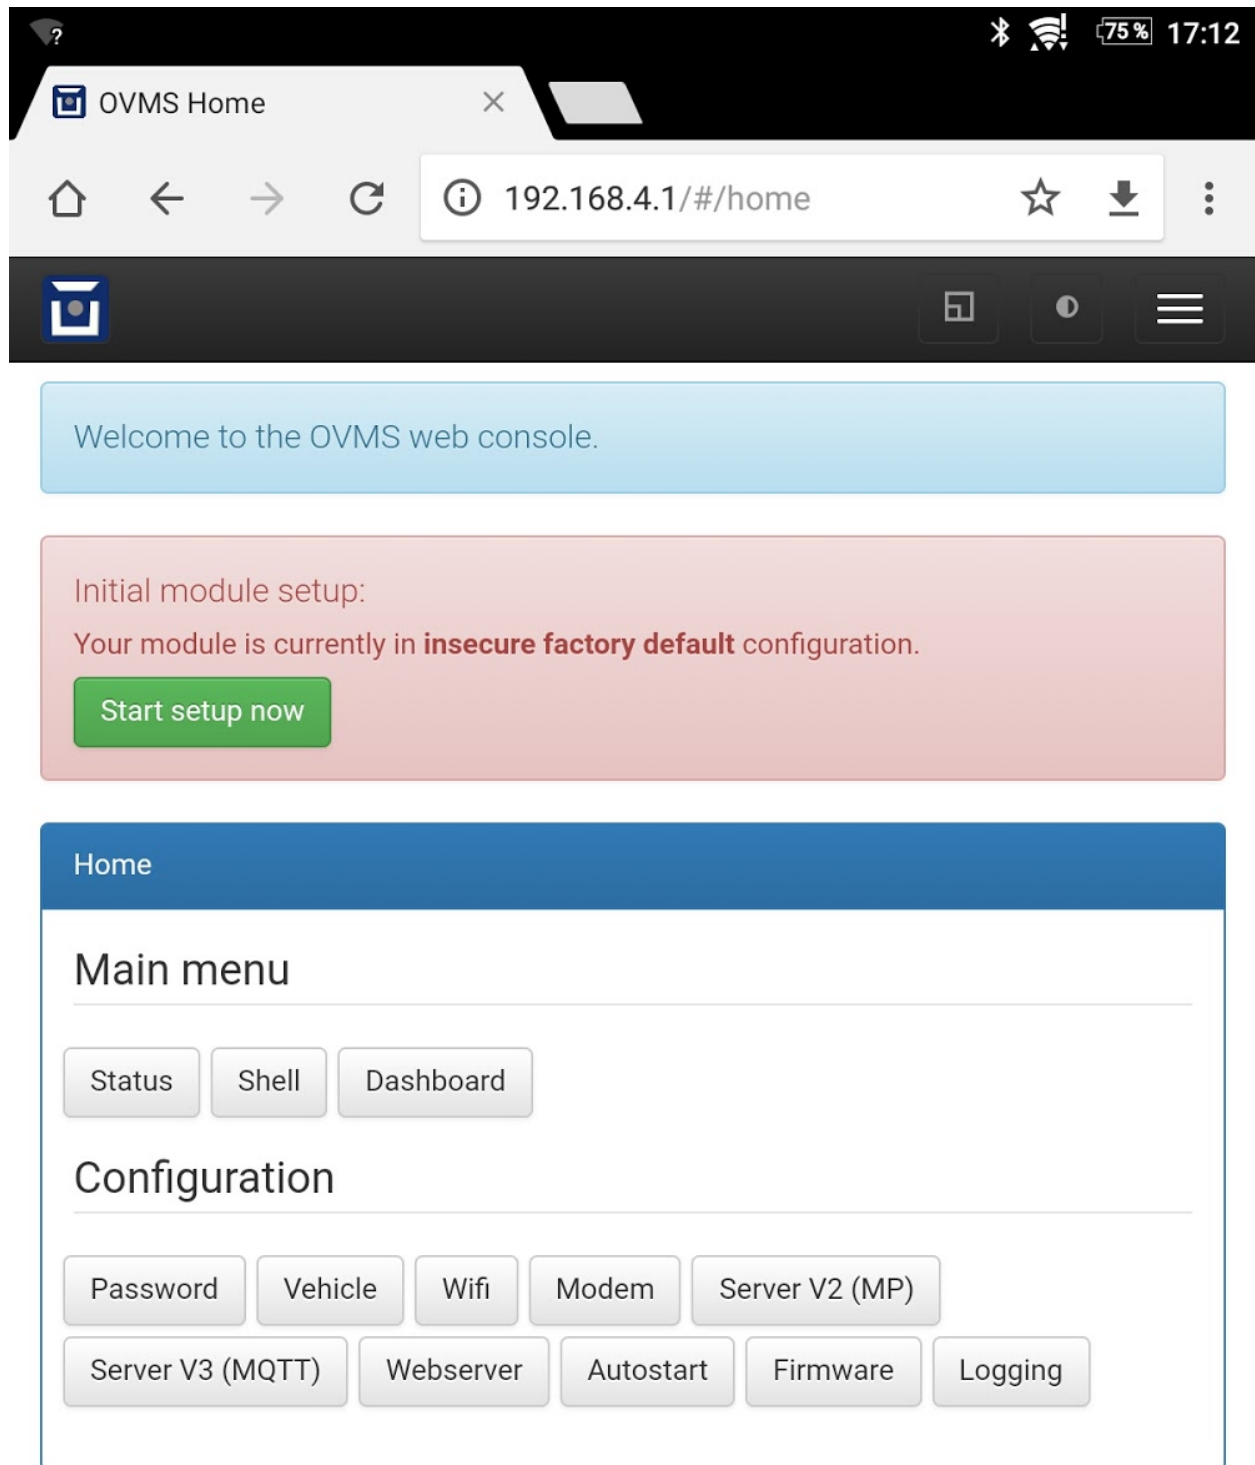 ? 75% 17:12
OVMS Home
192.168.4.1/#/home
Welcome to the OVMS web console.
Initial module setup:
Your module is currently in insecure factory default configuration.
Start setup now
Home
Main menu
Status Shell Dashboard
Configuration
Password Vehicle Wifi Modem Server V2 (MP)
Server V3 (MQTT) Webserver Autostart Firmware Logging